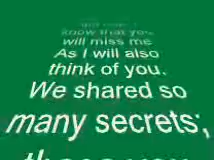 know that you
will miss me
As I will also
think of you.
We shared so
many secrets,